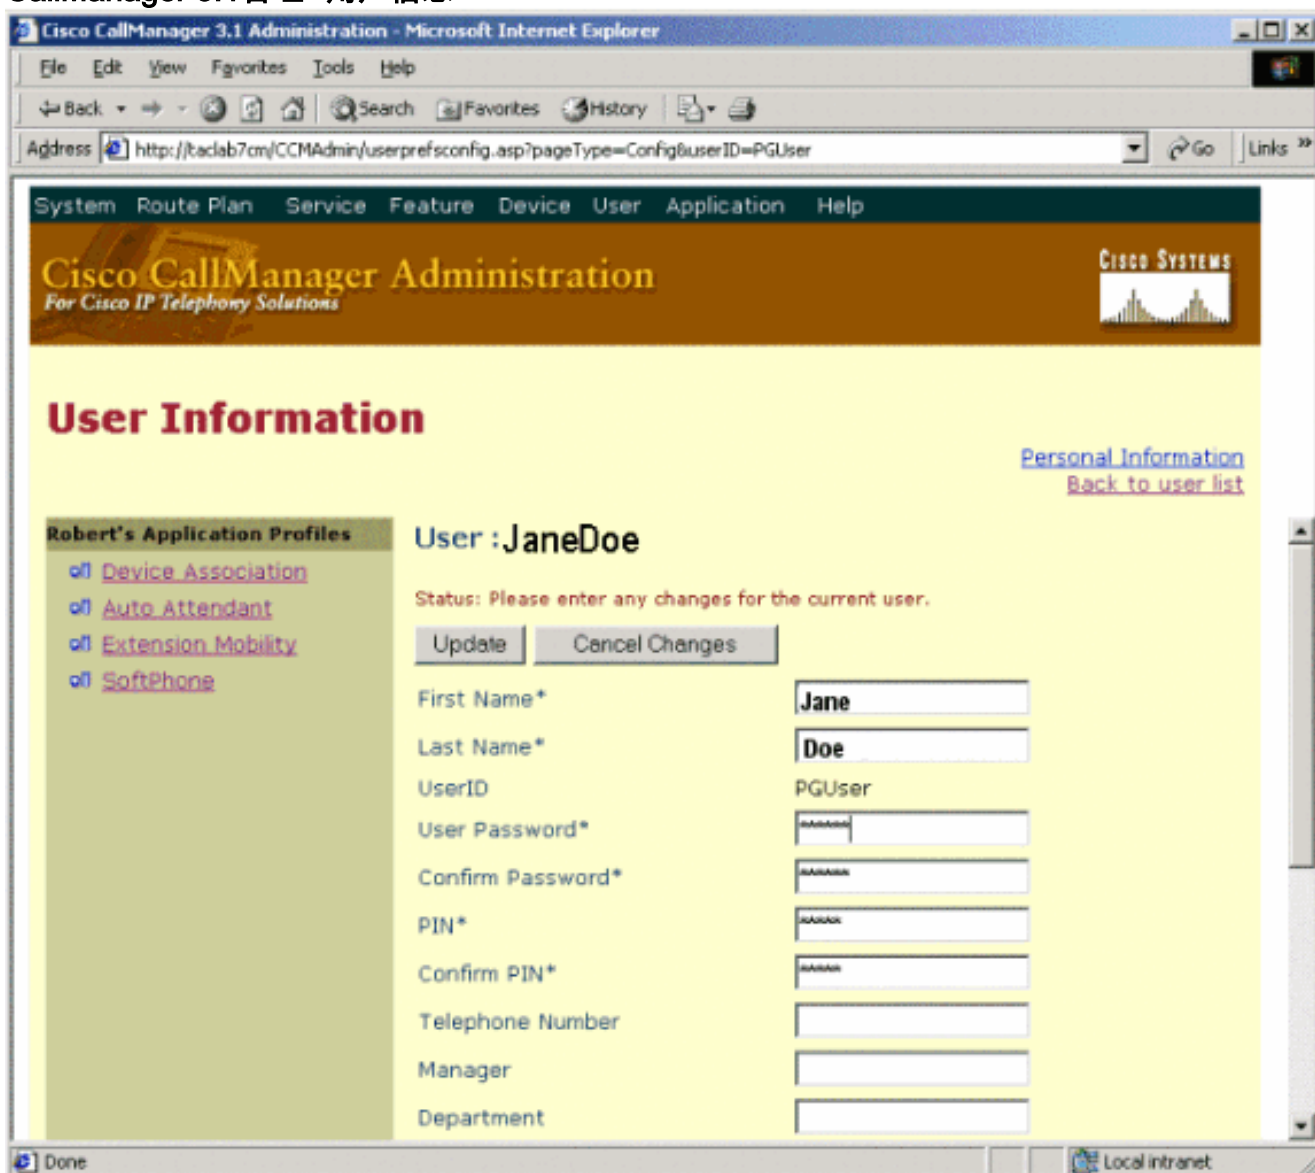 CallManager 3.1
Cisco CallManager 3.1 Administration - Microsoft Internet Explorer
File Edit View Favorites Tools Help
Back Search Favorites History
Address http://taclab7cm/CCMAdmin/userprefsconfig.asp?pageType=Config&userID=PGUser Go Links »
System Route Plan Service Feature Device User Application Help
Cisco CallManager Administration
For Cisco IP Telephony Solutions
CISCO SYSTEMS
User Information
Personal Information
Back to user list
Robert's Application Profiles
Device Association
Auto Attendant
Extension Mobility
SoftPhone
User : JaneDoe
Status: Please enter any changes for the current user.
Update Cancel Changes
First Name* Jane
Last Name* Doe
UserID PGUser
User Password* ******
Confirm Password* ******
PIN* *****
Confirm PIN* *****
Telephone Number
Manager
Department
Done Local intranet